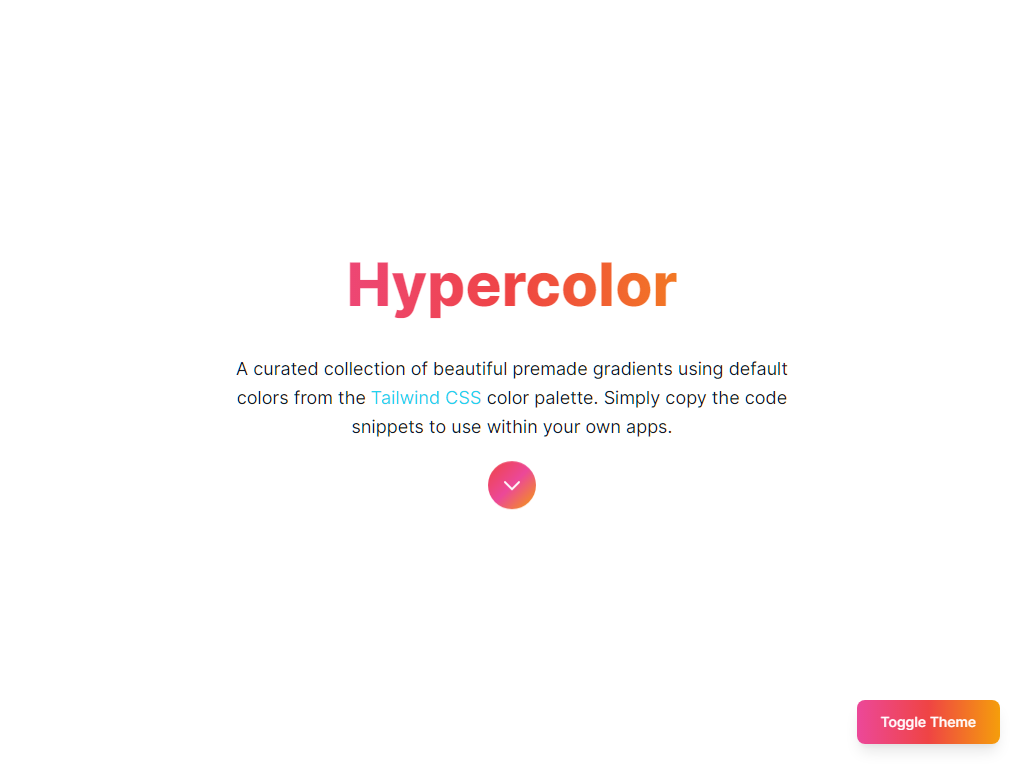 Hypercolor
A curated collection of beautiful premade gradients using default
colors from the Tailwind CSS color palette. Simply copy the code
snippets to use within your own apps.
Toggle Theme